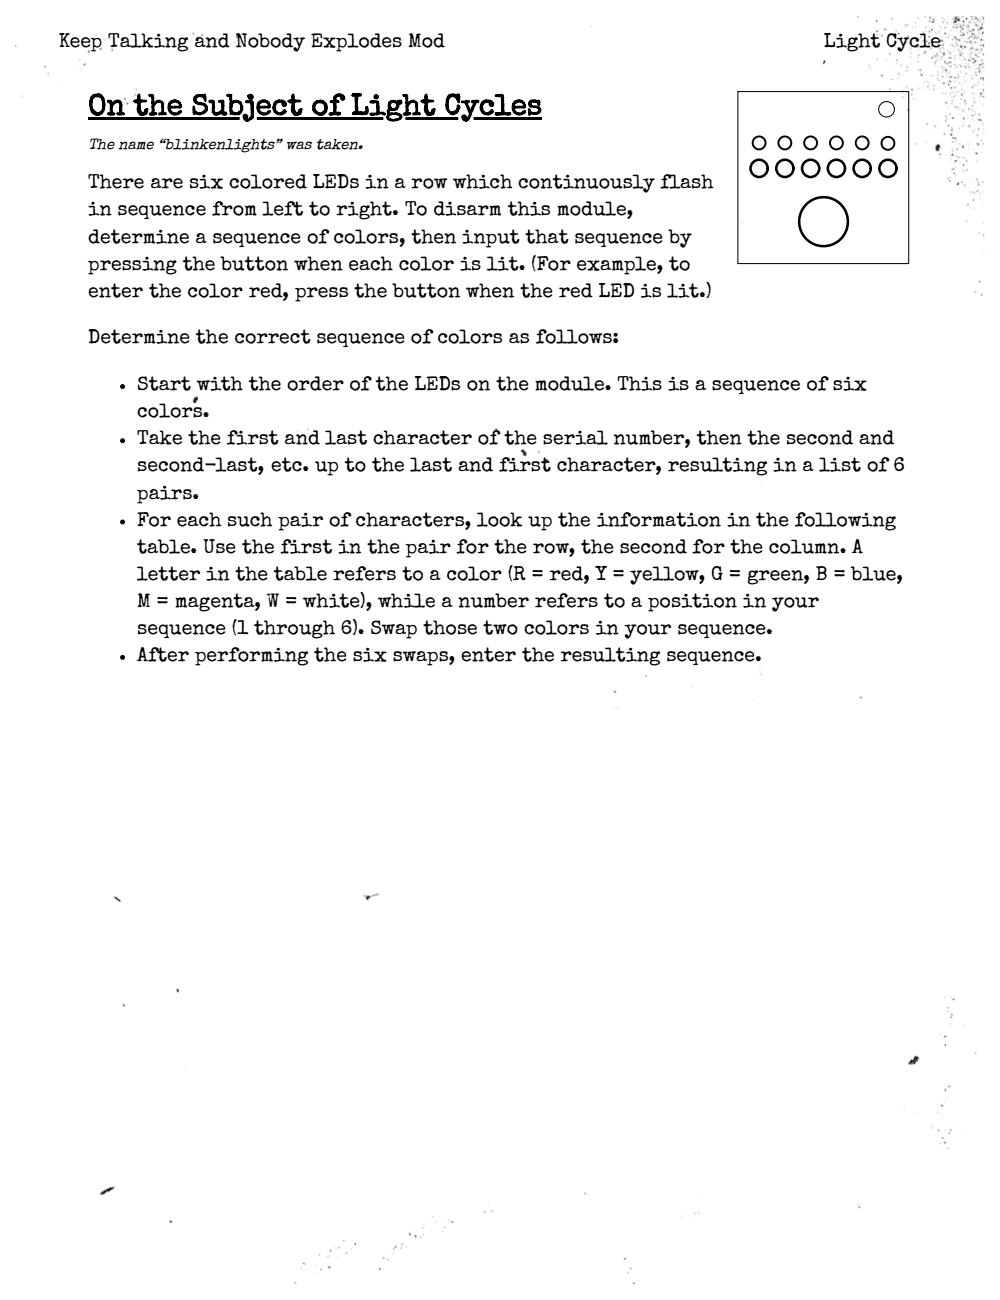 Keep Talking and Nobody Explodes Mod
Light Cycle
On the Subject of Light Cycles
The name “blinkenlights” was taken.
There are six colored LEDs in a row which continuously flash
in sequence from left to right. To disarm this module,
determine a sequence of colors, then input that sequence by
pressing the button when each color is lit. (For example, to
enter the color red, press the button when the red LED is lit.)
Determine the correct sequence of colors as follows:
• Start with the order of the LEDs on the module. This is a sequence of six
colors.
• Take the first and last character of the serial number, then the second and
second-last, etc. up to the last and first character, resulting in a list of 6
pairs.
• For each such pair of characters, look up the information in the following
table. Use the first in the pair for the row, the second for the column. A
letter in the table refers to a color (R = red, Y = yellow, G = green, B = blue,
M = magenta, W = white), while a number refers to a position in your
sequence (1 through 6). Swap those two colors in your sequence.
• After performing the six swaps, enter the resulting sequence.